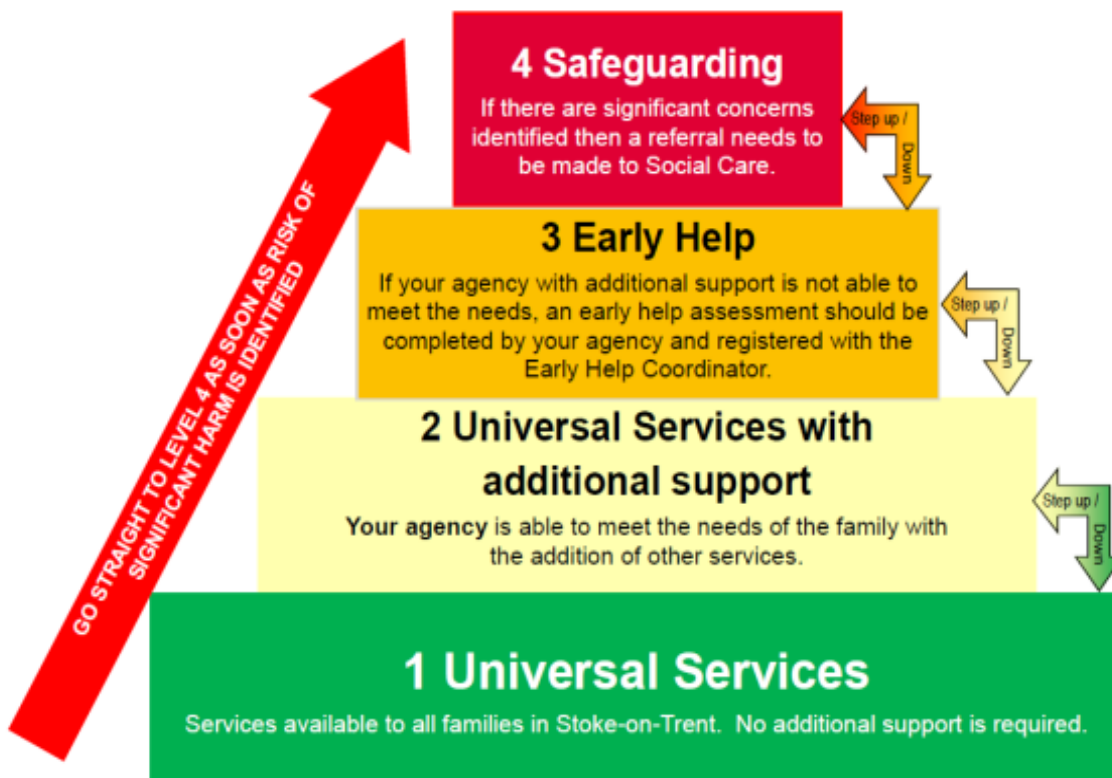 4 Safeguarding
If there are significant concerns
identified then a referral needs to
be made to Social Care.
Step up /
Down
3 Early Help
If your agency with additional support is not able to
meet the needs, an early help assessment should be
completed by your agency and registered with the
Early Help Coordinator.
Step up /
Down
2 Universal Services with
additional support
Your agency is able to meet the needs of the family with
the addition of other services.
Step up /
Down
1 Universal Services
Services available to all families in Stoke-on-Trent. No additional support is required.
GO STRAIGHT TO LEVEL 4 AS SOON AS RISK OF
SIGNIFICANT HARM IS IDENTIFIED